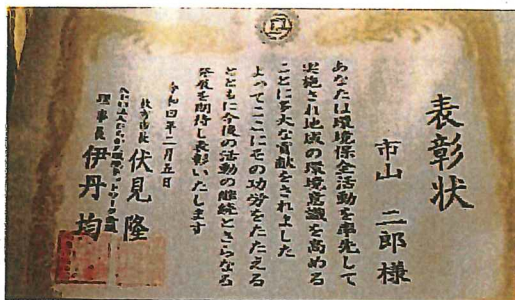 表彰状
市山 二郎 様
あなたは環境保全活動を率先して
実施され地域の環境意識を高める
ことに多大な貢献をされました
よってここにその功労をたたえる
とともに今後の活動の継続とさらなる
発展を期待し表彰いたします
令和四年二月五日
枚方市長 伏見 隆
理事長 伊丹 均